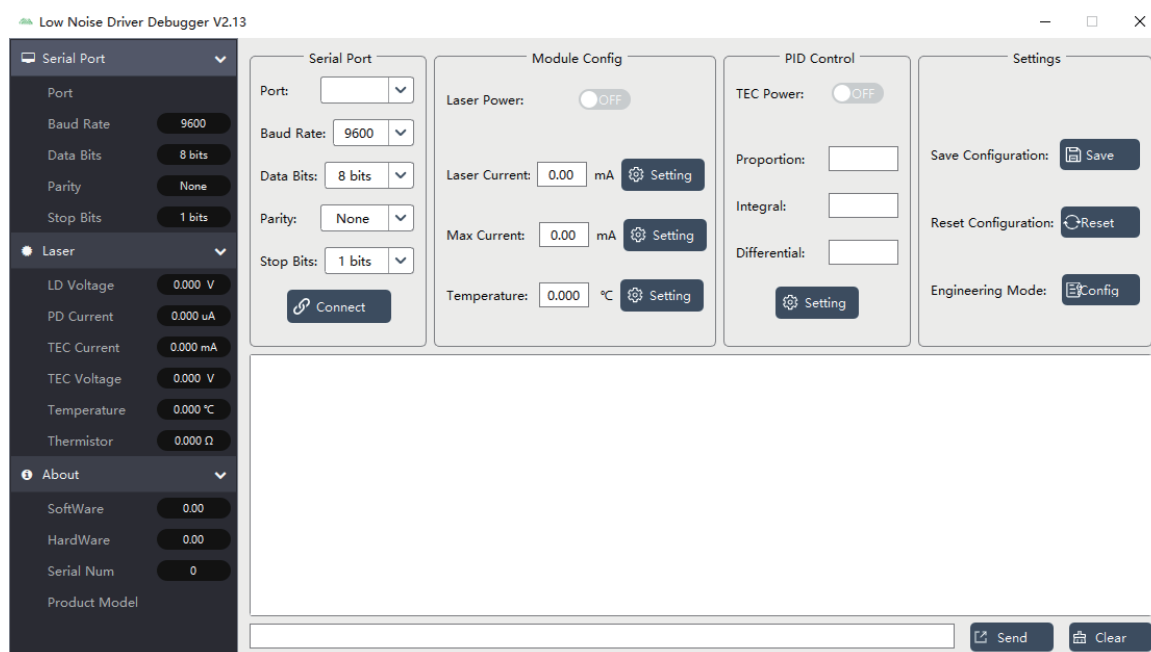 Low Noise Driver Debugger V2.13
Serial Port
Port
Baud Rate 9600
Data Bits 8 bits
Parity None
Stop Bits 1 bits
Laser
LD Voltage 0.000 V
PD Current 0.000 uA
TEC Current 0.000 mA
TEC Voltage 0.000 V
Temperature 0.000 ℃
Thermistor 0.000 Ω
About
SoftWare 0.00
HardWare 0.00
Serial Num 0
Product Model
Serial Port
Port:
Baud Rate: 9600
Data Bits: 8 bits
Parity: None
Stop Bits: 1 bits
Connect
Module Config
Laser Power: OFF
Laser Current: 0.00 mA Setting
Max Current: 0.00 mA Setting
Temperature: 0.000 ℃ Setting
PID Control
TEC Power: OFF
Proportion:
Integral:
Differential:
Setting
Settings
Save Configuration: Save
Reset Configuration: Reset
Engineering Mode: Config
Send
Clear